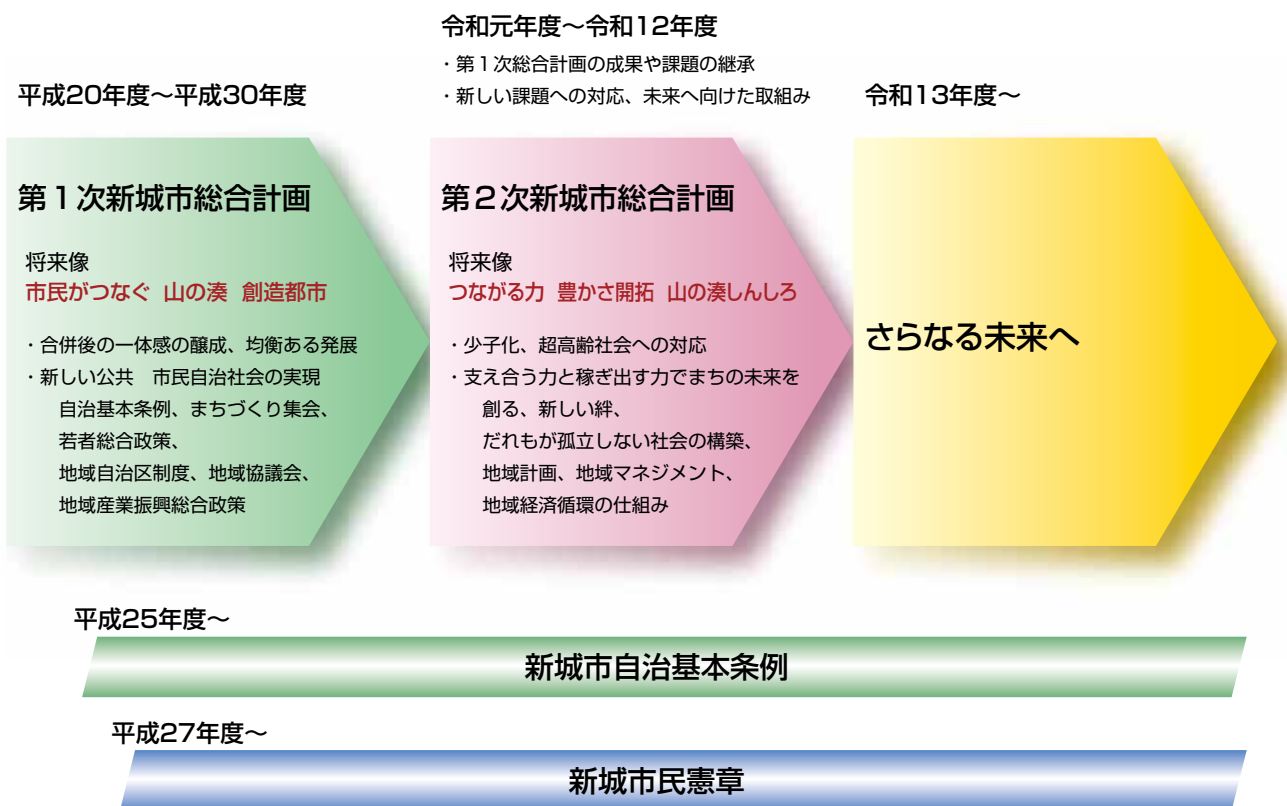 平成20年度～平成30年度
第1次新城市総合計画
将来像
市民がつなぐ 山の湊 創造都市
・合併後の一体感の醸成、均衡ある発展
・新しい公共　市民自治社会の実現
自治基本条例、まちづくり集会、
若者総合政策、
地域自治区制度、地域協議会、
地域産業振興総合政策
令和元年度～令和12年度
・第1次総合計画の成果や課題の継承
・新しい課題への対応、未来へ向けた取組み
第2次新城市総合計画
将来像
つながる力 豊かさ開拓 山の湊しんしろ
・少子化、超高齢社会への対応
・支え合う力と稼ぎ出す力でまちの未来を
創る、新しい絆、
だれもが孤立しない社会の構築、
地域計画、地域マネジメント、
地域経済循環の仕組み
令和13年度～
さらなる未来へ
平成25年度～
新城市自治基本条例
平成27年度～
新城市民憲章